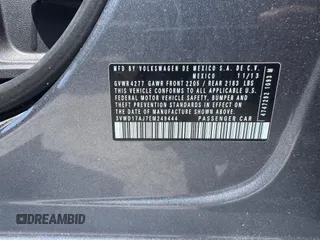 MFD BY VOLKSWAGEN DE MEXICO S.A. DE C.V.
MEXICO 11/13
GVWR4227 GAWR FRONT 2205 / REAR 2183 LBS
THIS VEHICLE CONFORMS TO ALL APPLICABLE U.S.
FEDERAL MOTOR VEHICLE SAFETY, BUMPER AND
THEFT PREVENTION STANDARDS IN EFFECT ON THE
DATE OF MANUFACTURE SHOWN ABOVE.
3VWD17AJ7EM249444 PASSENGER CAR
DREAMBID